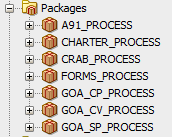 Packages
A91_PROCESS
CHARTER_PROCESS
CRAB_PROCESS
FORMS_PROCESS
GOA_CP_PROCESS
GOA_CV_PROCESS
GOA_SP_PROCESS